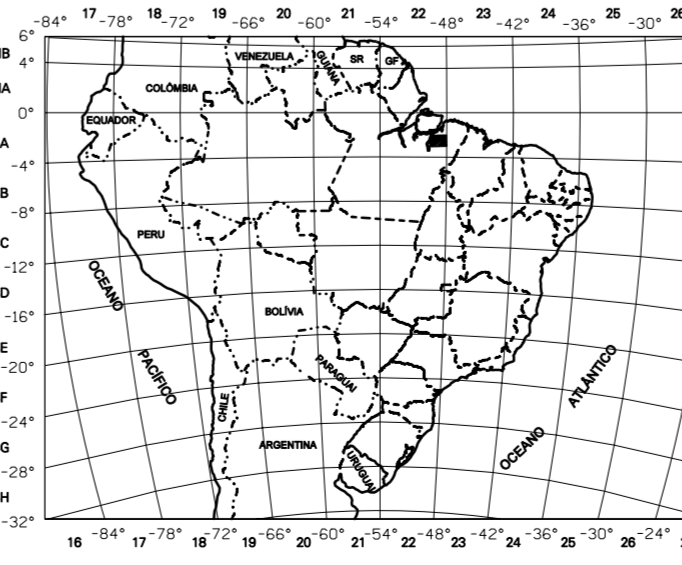 17 18 19 20 21 22 23 24 25 26
-84° -78° -72° -66° -60° -54° -48° -42° -36° -30°
6°
NB
4°
NA
0°
A
-4°
B
-8°
C
-12°
D
-16°
E
-20°
F
-24°
G
-28°
H
-32°
VENEZUELA
GUIANA
SR
GF
COLÔMBIA
EQUADOR
PERU
OCEANO
PACÍFICO
BOLÍVIA
PARAGUAI
CHILE
ARGENTINA
URUGUAI
OCEANO
ATLÂNTICO
-84° -78° -72° -66° -60° -54° -48° -42° -36° -30° -24°
16 17 18 19 20 21 22 23 24 25 26